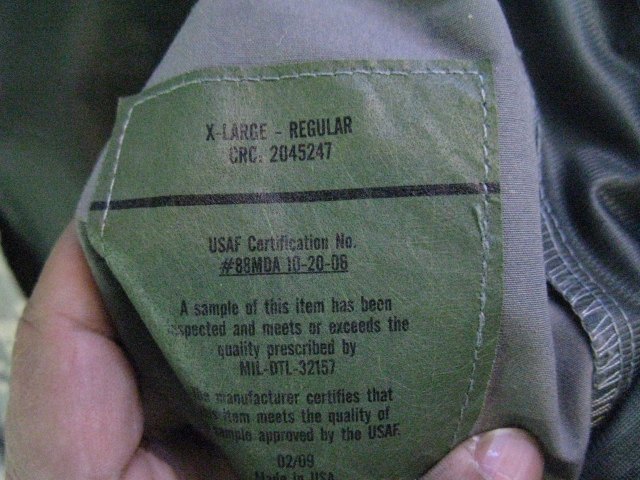 X-LARGE - REGULAR
CRC: 2045247
USAF Certification No.
#88MDA 10-20-06
A sample of this item has been
inspected and meets or exceeds the
quality prescribed by
MIL-DTL-32157
The manufacturer certifies that
this item meets the quality of
sample approved by the USAF.
02/09
Made in USA